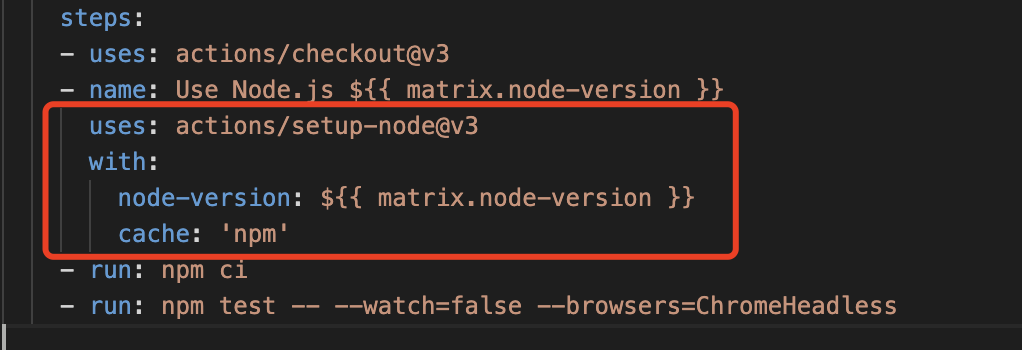 steps:
- uses: actions/checkout@v3
- name: Use Node.js ${{ matrix.node-version }}
uses: actions/setup-node@v3
with:
node-version: ${{ matrix.node-version }}
cache: 'npm'
- run: npm ci
- run: npm test -- --watch=false --browsers=ChromeHeadless